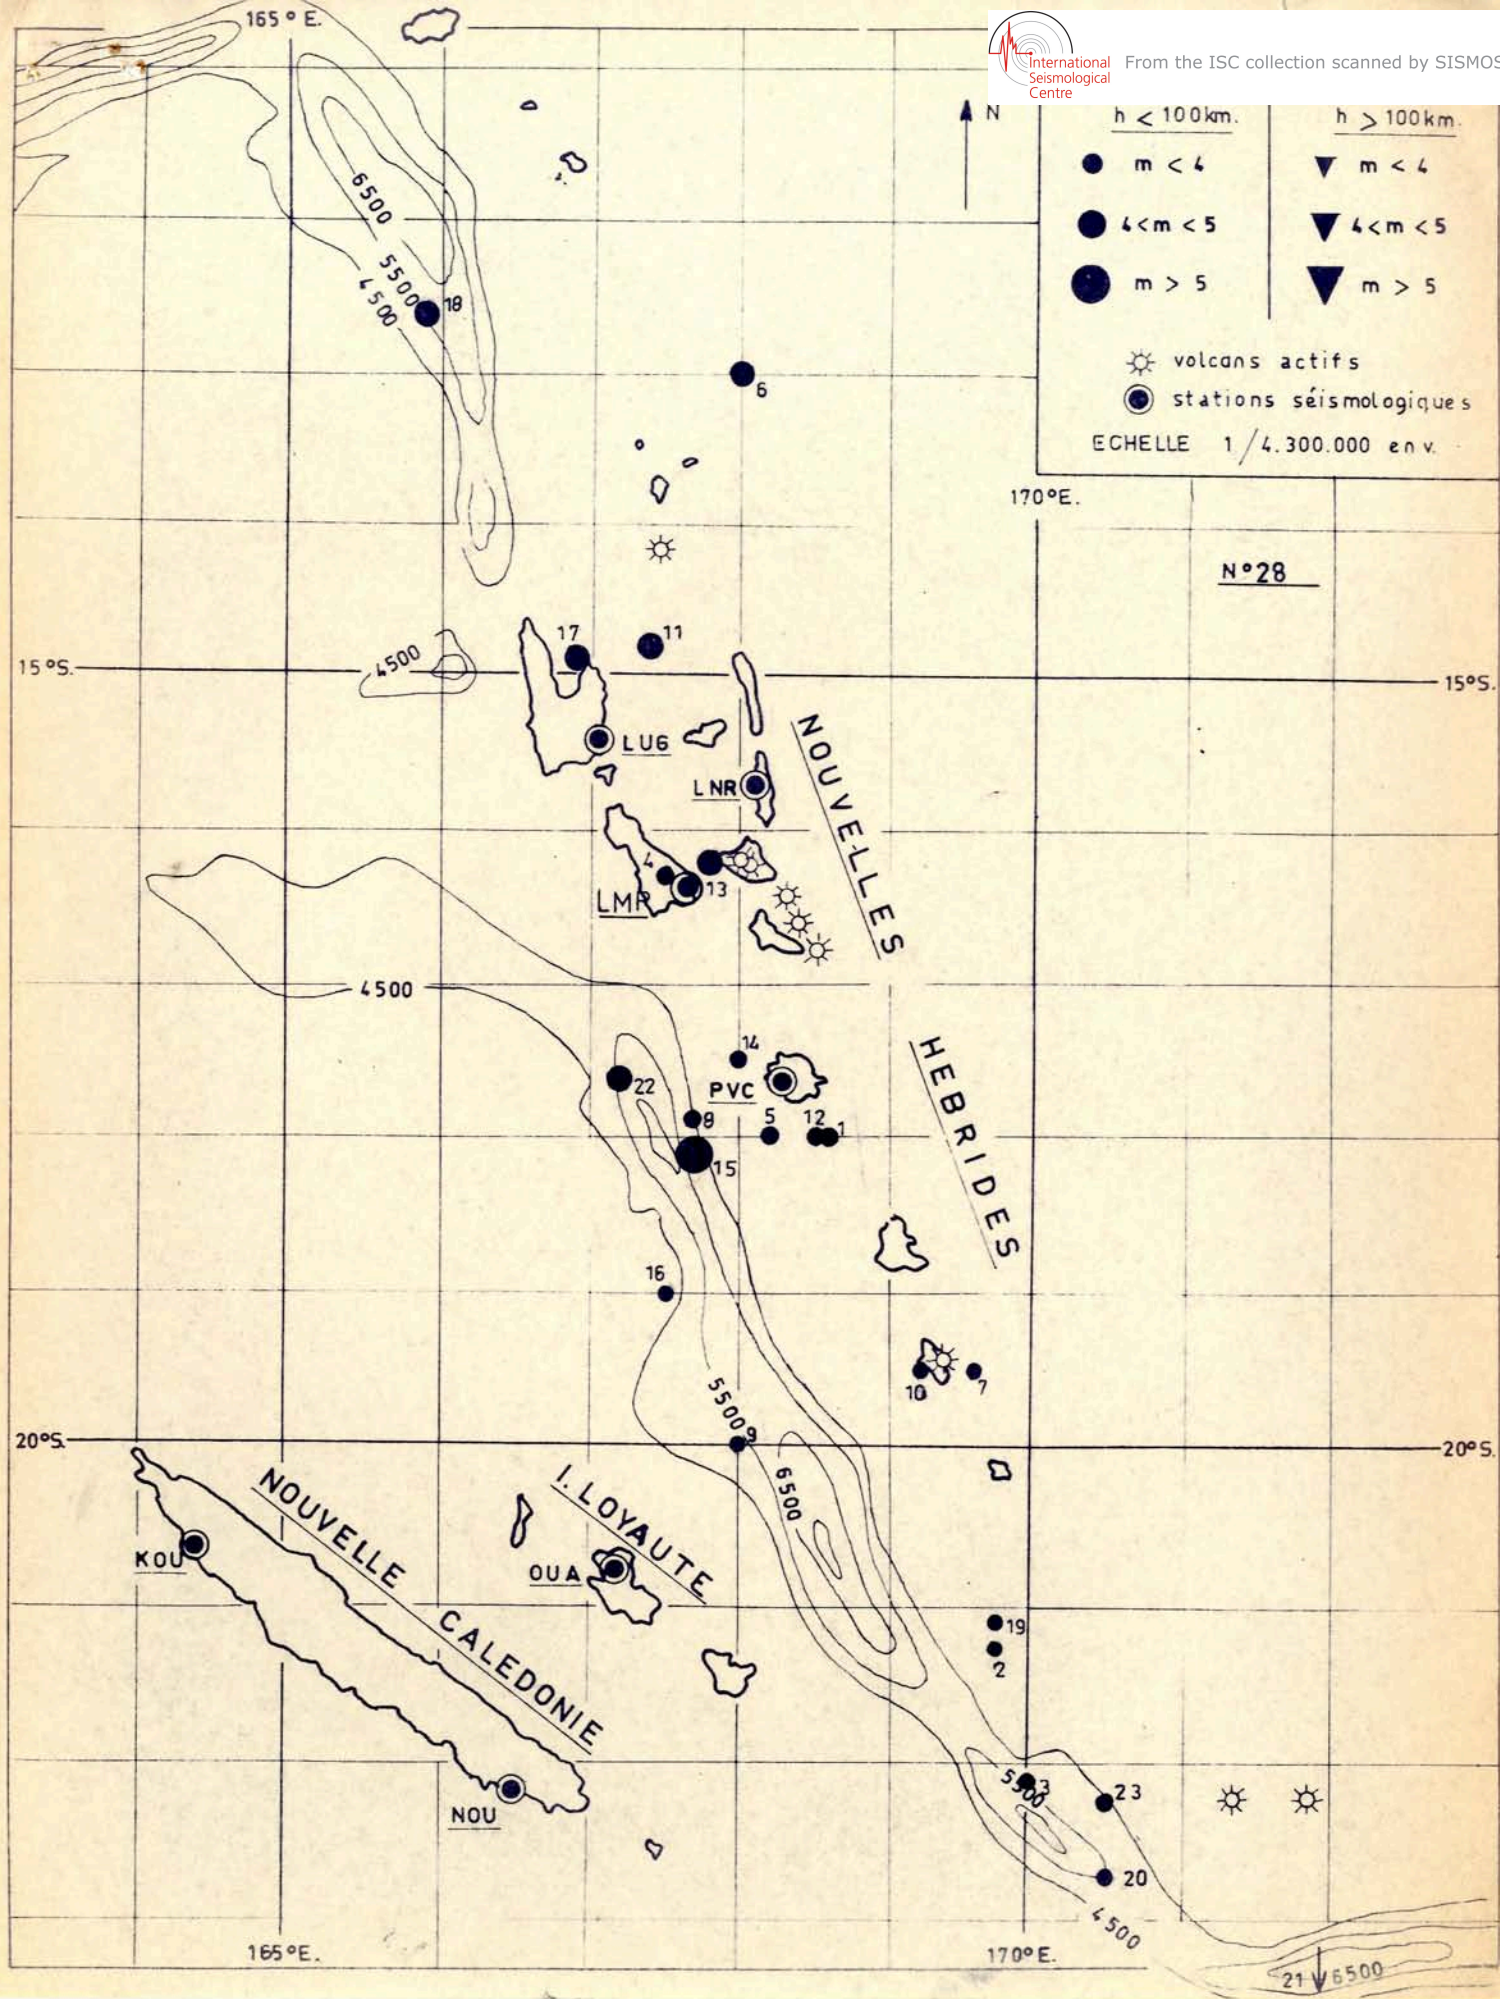 165° E.
International
Seismological
Centre
From the ISC collection scanned by SISMOS
N
h < 100km.
h > 100km.
m < 4
m < 4
4<m < 5
4<m < 5
m > 5
m > 5
volcans actifs
stations séismologiques
ECHELLE 1/4.300.000 env.
6500
5500
4500
18
6
170°E.
N°28
17
11
15°S.
4500
15°S.
LUG
LNR
NOUVELLES
4
13
LMP
4500
HEBRIDES
14
22
PVC
8
5
12
1
15
16
10
7
5500
9
20°S.
20°S.
6500
NOUVELLE CALEDONIE
I. LOYAUTE
KOU
OUA
19
2
NOU
5500
3
23
20
4500
165°E.
170°E.
21
6500